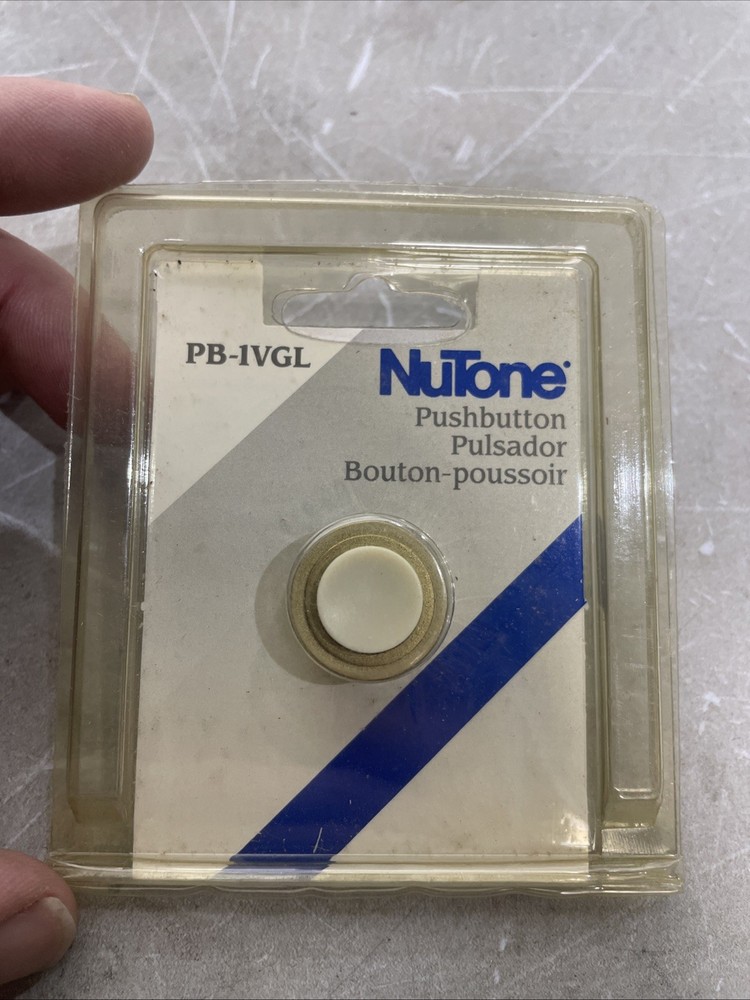 PB-1VGL
NuTone
Pushbutton
Pulsador
Bouton-poussoir